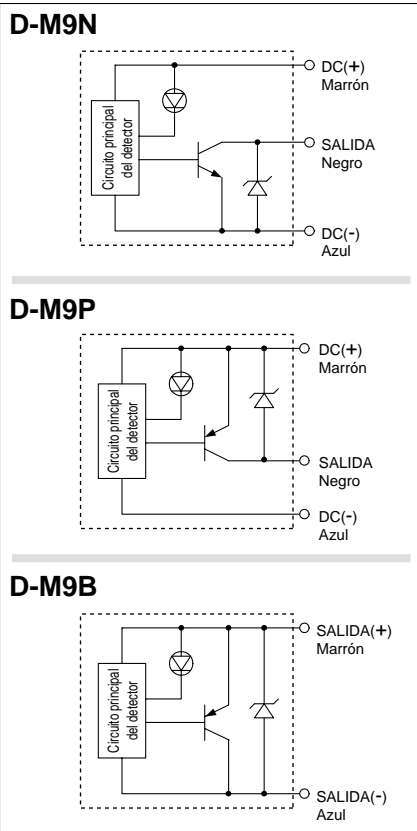 D-M9N
Circuito principal
del detector
DC(+)
Marrón
SALIDA
Negro
DC(-)
Azul
D-M9P
Circuito principal
del detector
DC(+)
Marrón
SALIDA
Negro
DC(-)
Azul
D-M9B
Circuito principal
del detector
SALIDA(+)
Marrón
SALIDA(-)
Azul